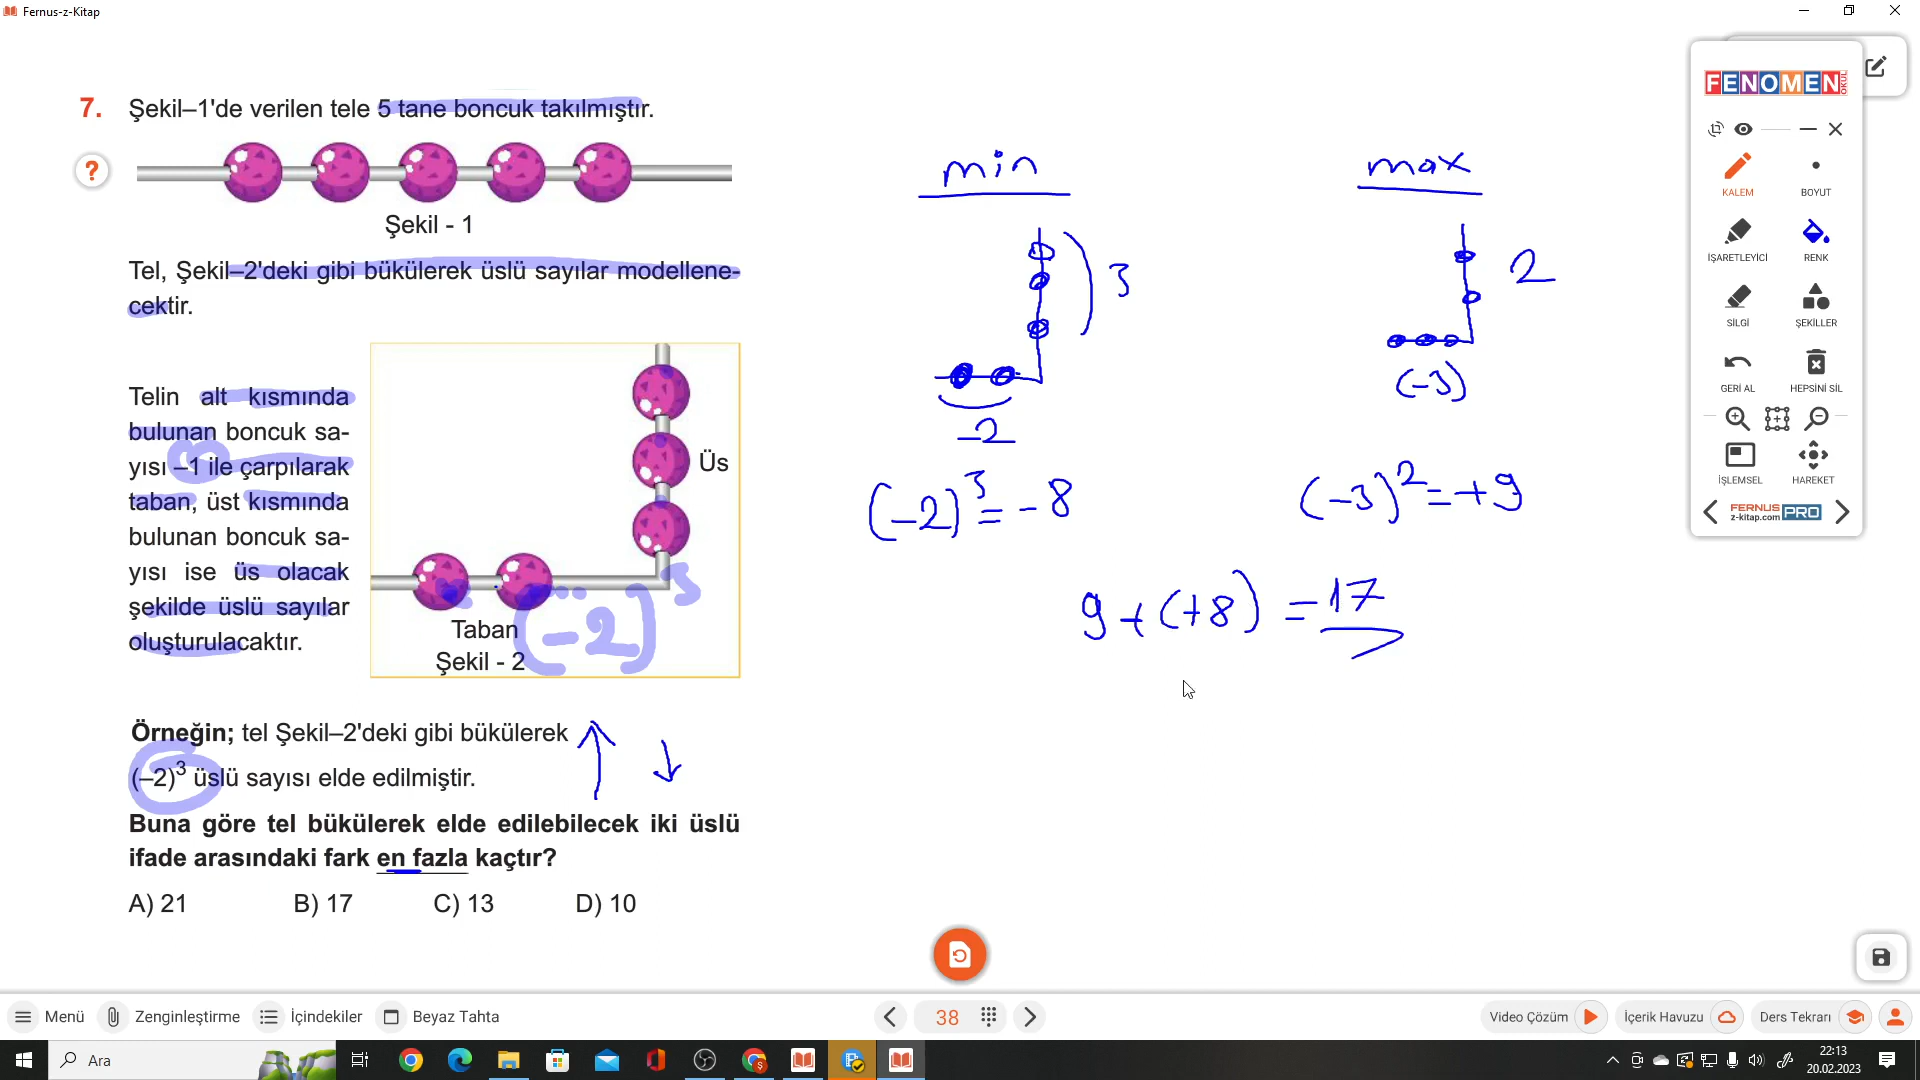 Fernus-z-Kitap
7. Şekil–1'de verilen tele 5 tane boncuk takılmıştır.
?
Şekil - 1
Tel, Şekil–2'deki gibi bükülerek üslü sayılar modellene-
cektir.
Telin alt kısmında
bulunan boncuk sa-
yısı –1 ile çarpılarak
taban, üst kısmında
bulunan boncuk sa-
yısı ise üs olacak
şekilde üslü sayılar
oluşturulacaktır.
Üs
Taban
Şekil - 2
(-2)³
Örneğin; tel Şekil–2'deki gibi bükülerek
(–2)³ üslü sayısı elde edilmiştir.
Buna göre tel bükülerek elde edilebilecek iki üslü
ifade arasındaki fark en fazla kaçtır?
A) 21 B) 17 C) 13 D) 10
min
3
-2
(-2)³ = -8
max
2
(-3)
(-3)² = +9
9 + (+8) = 17
FENOMEN OKUL
KALEM BOYUT
İŞARETLEYİCİ RENK
SİLGİ ŞEKİLLER
GERİ AL HEPSİNİ SİL
İŞLEMSEL HAREKET
FERNUS
z-kitap.com PRO
Menü Zenginleştirme İçindekiler Beyaz Tahta 38 Video Çözüm İçerik Havuzu Ders Tekrarı
Ara
22:13
20.02.2023